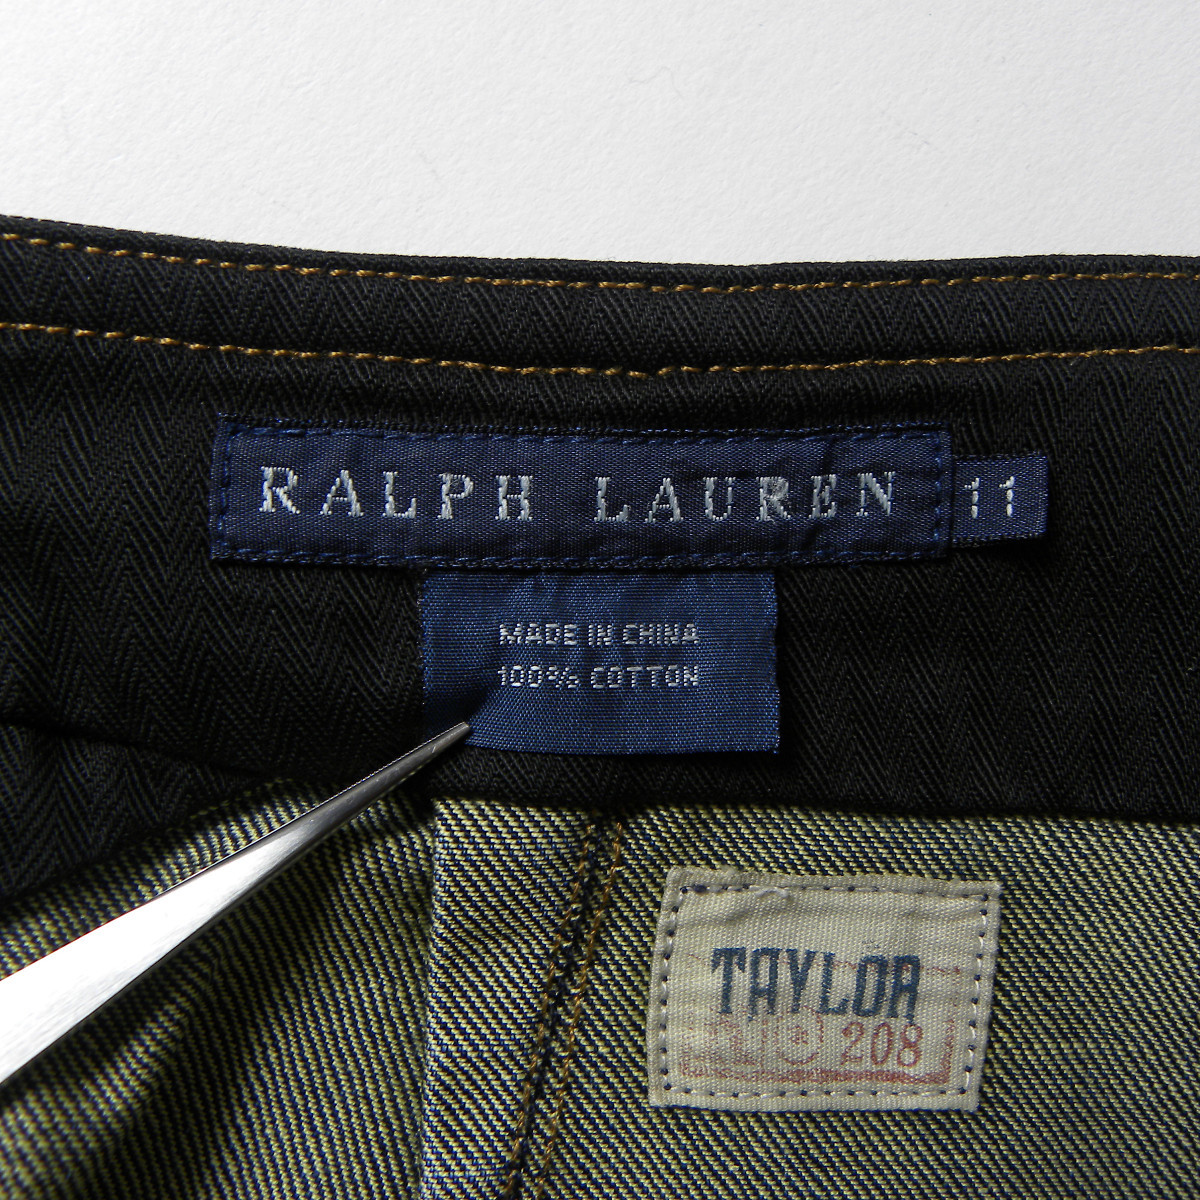 RALPH LAUREN
11
MADE IN CHINA
100% COTTON
TAYLOR
208